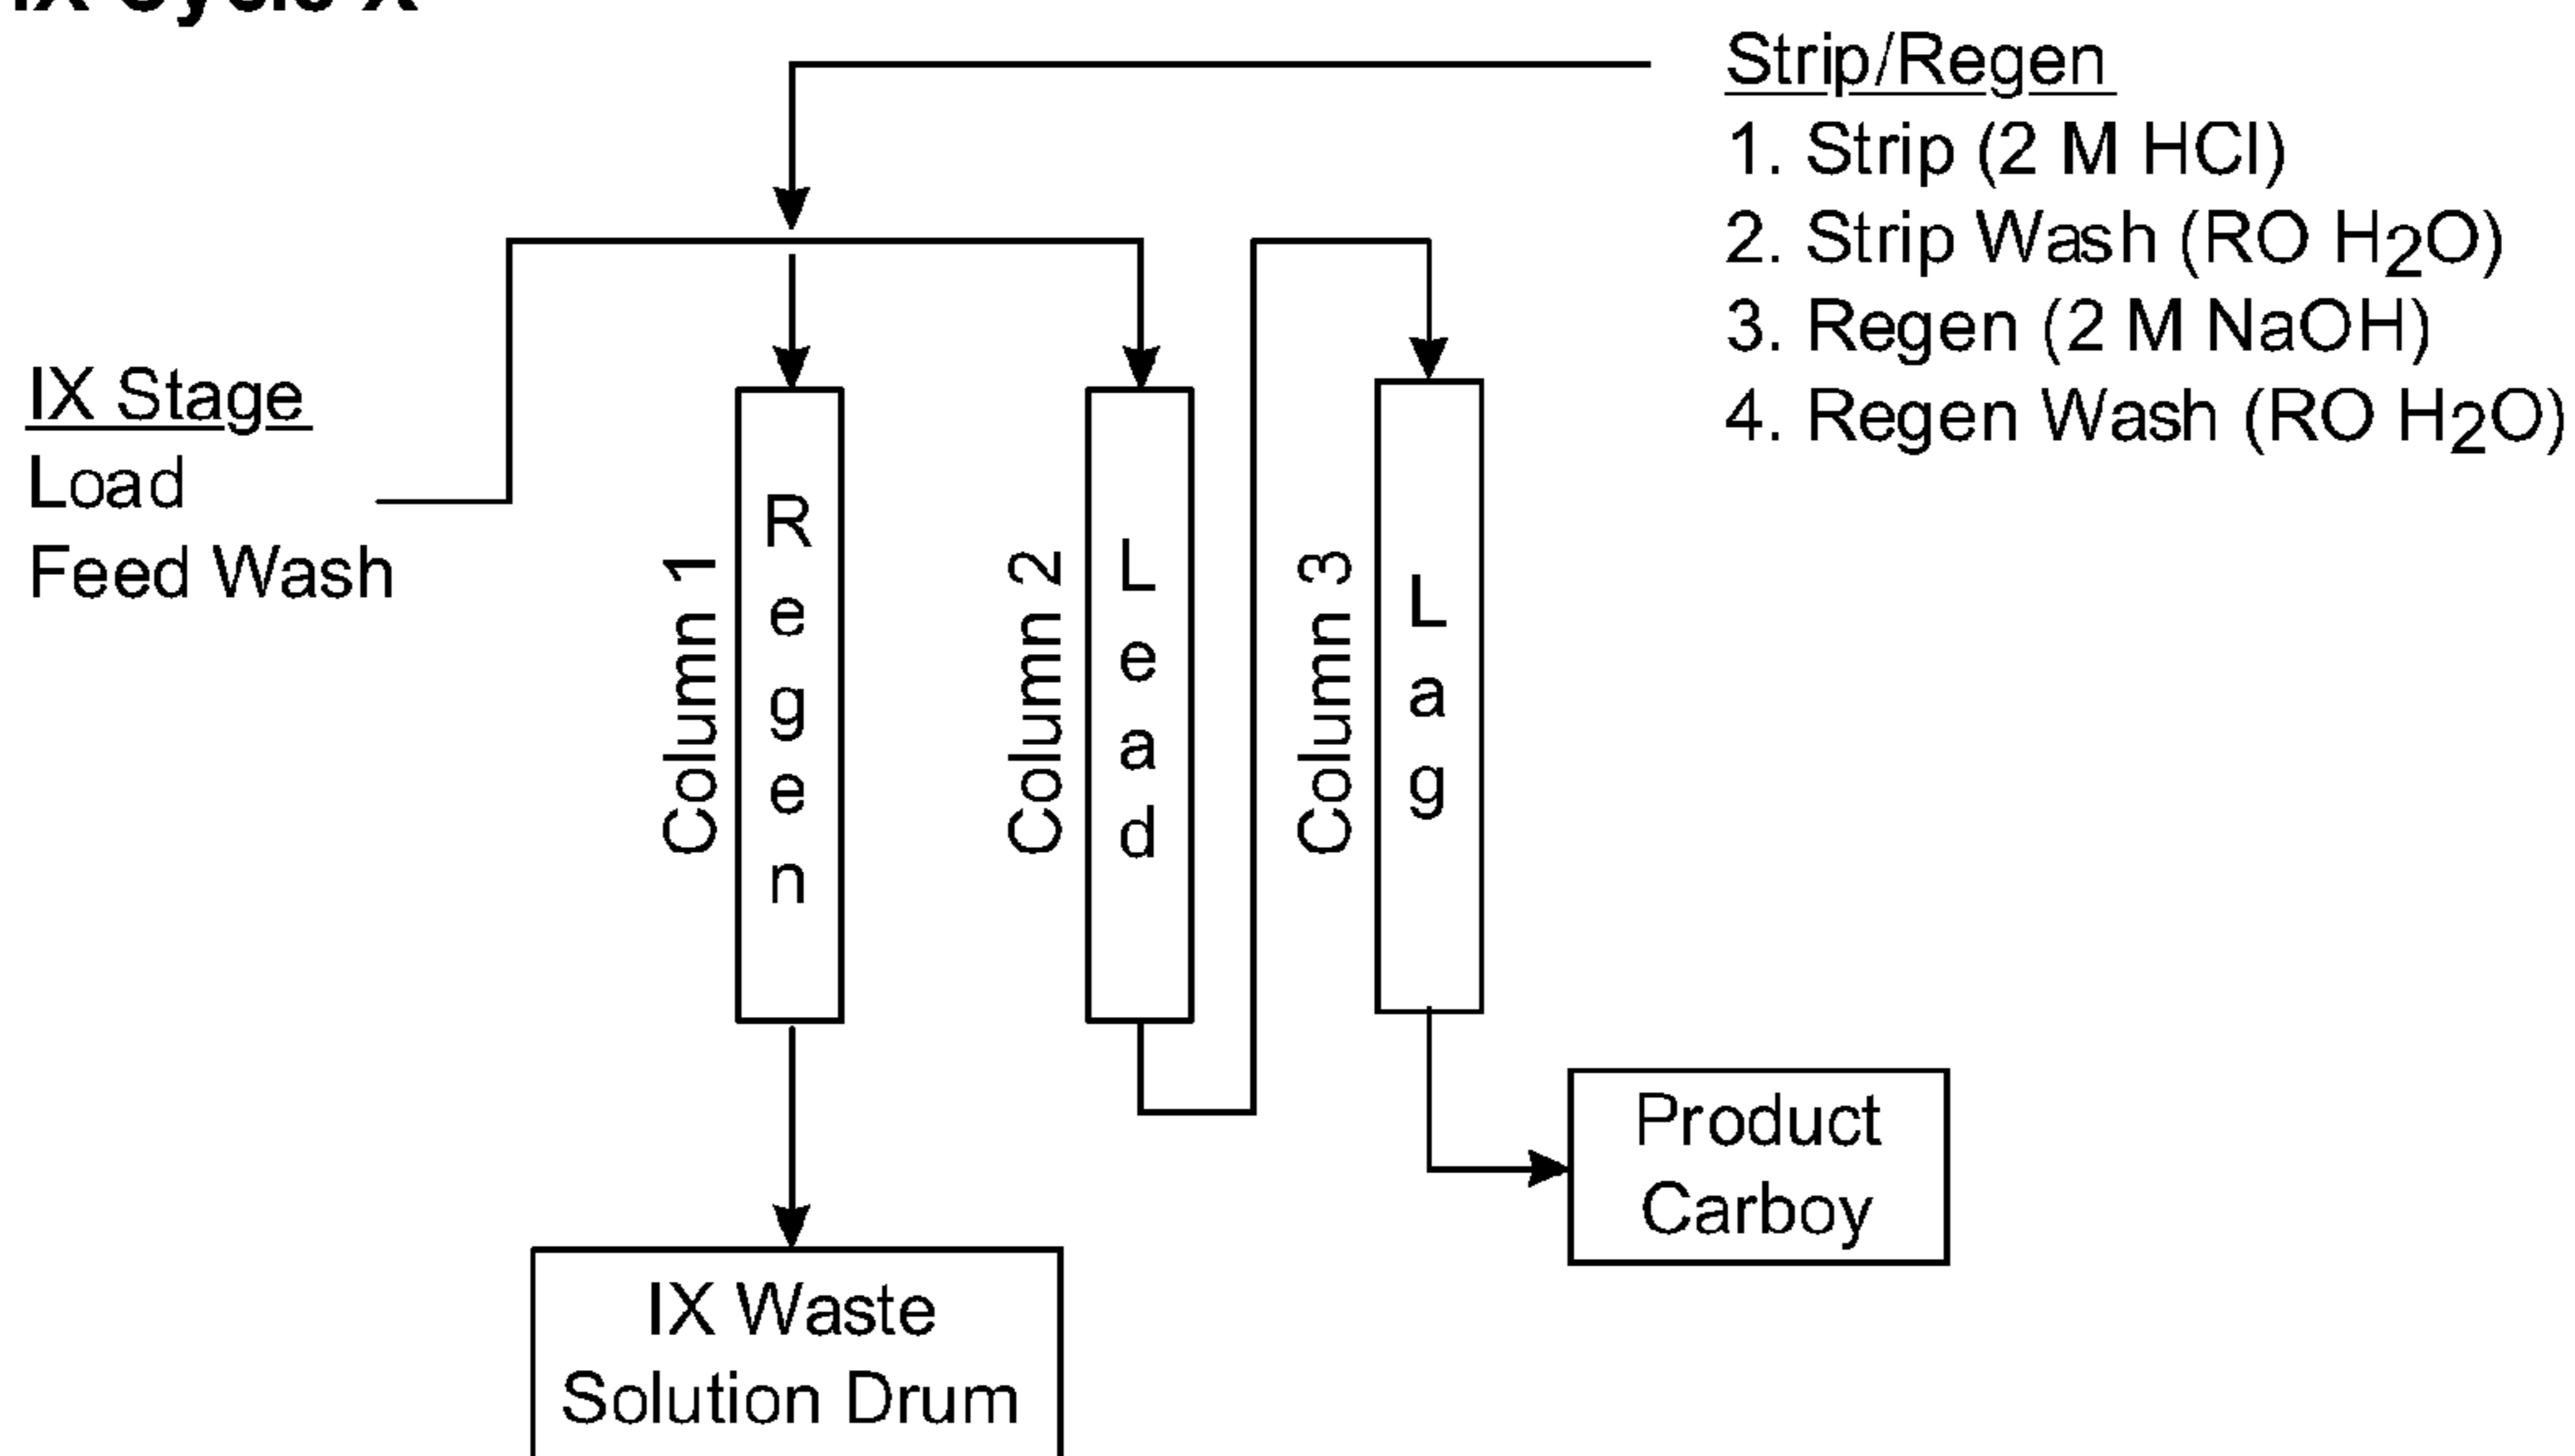 Strip/Regen
1. Strip (2 M HCl)
2. Strip Wash (RO H2O)
3. Regen (2 M NaOH)
4. Regen Wash (RO H2O)
IX Stage
Load
Feed Wash
Column 1
Regen
Column 2
Lead
Column 3
Lag
Product
Carboy
IX Waste
Solution Drum